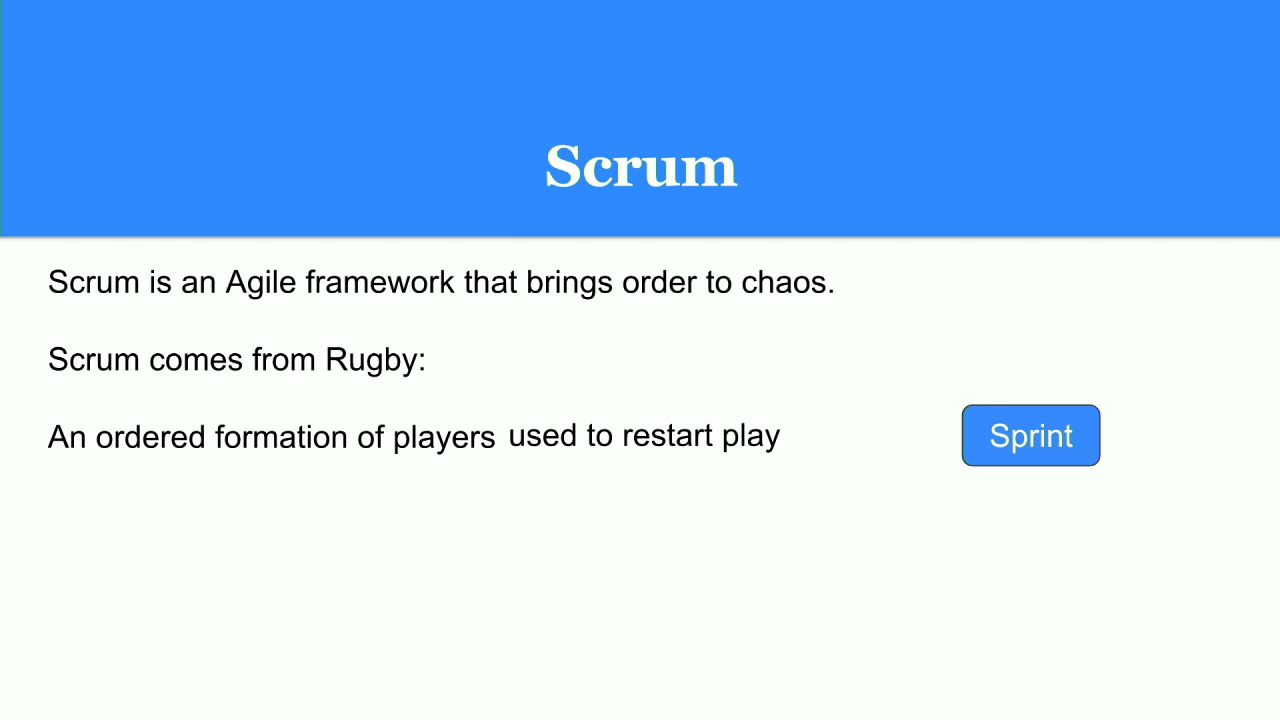 Scrum
Scrum is an Agile framework that brings order to chaos.
Scrum comes from Rugby:
An ordered formation of players used to restart play
Sprint